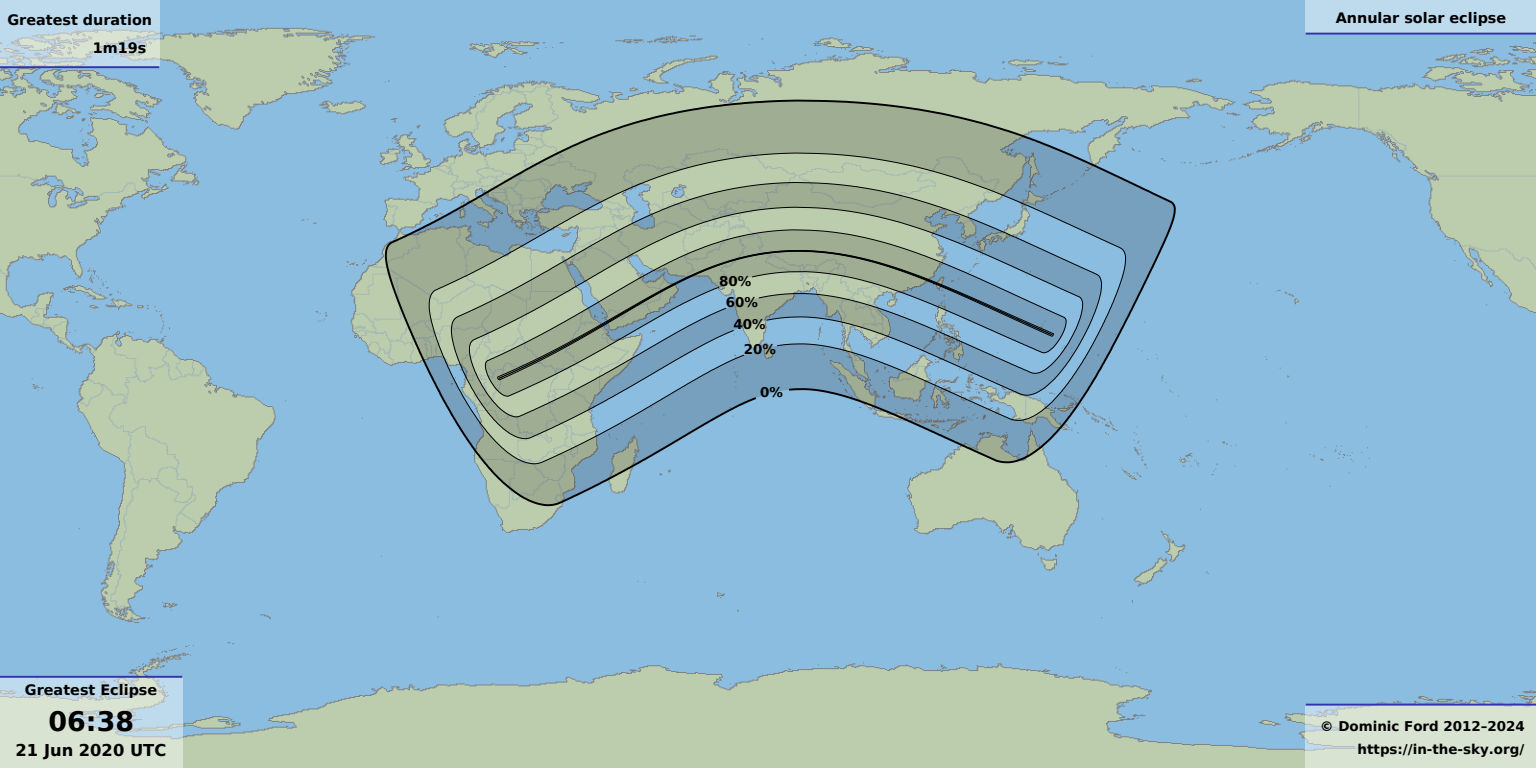 Greatest duration
1m19s
Annular solar eclipse
80%
60%
40%
20%
0%
Greatest Eclipse
06:38
21 Jun 2020 UTC
© Dominic Ford 2012–2024
https://in-the-sky.org/